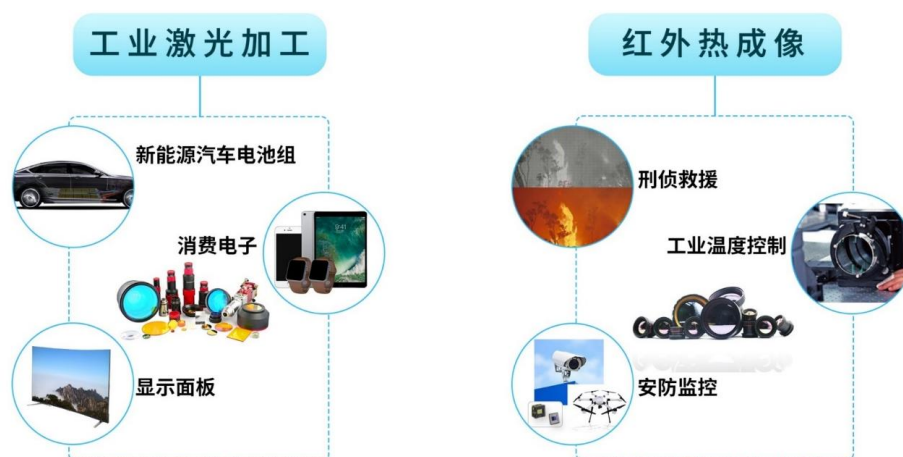 工业激光加工
新能源汽车电池组
消费电子
显示面板
红外热成像
刑侦救援
工业温度控制
安防监控